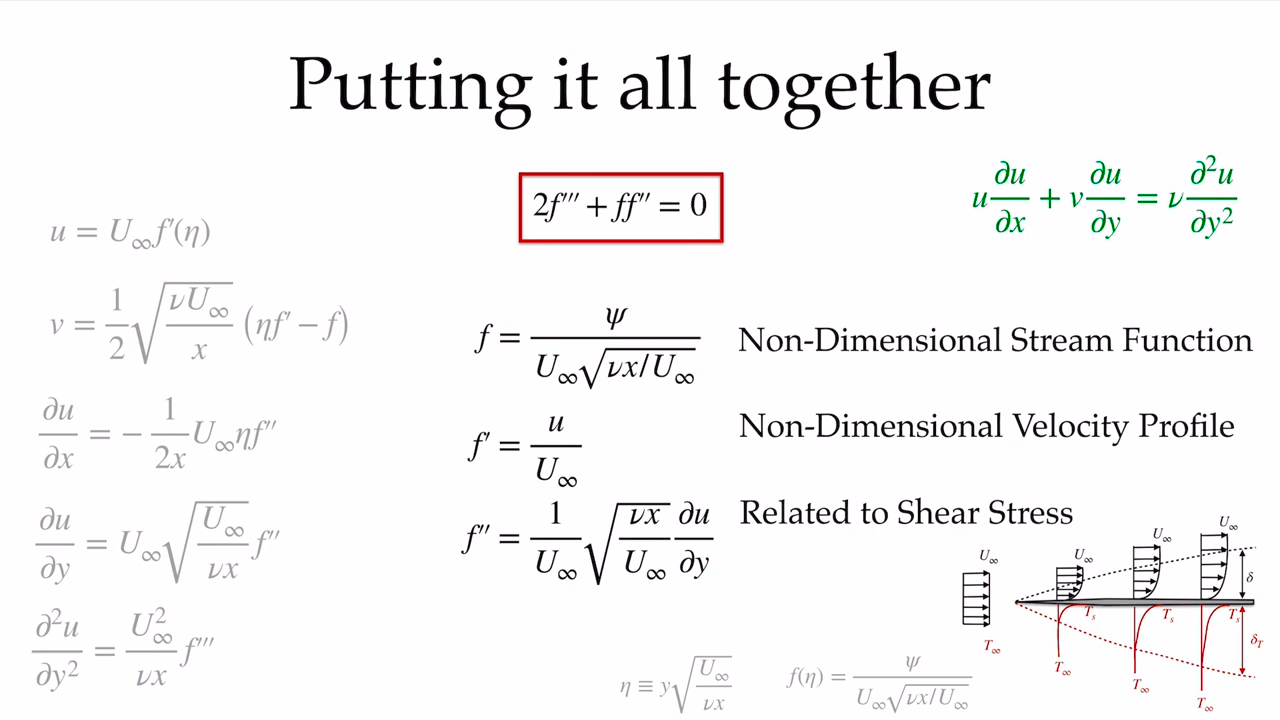 Putting it all together
2f''' + ff'' = 0
u ∂u/∂x + v ∂u/∂y = ν ∂²u/∂y²
u = U∞f'(η)
v = 1/2 √(νU∞/x) (ηf' − f)
∂u/∂x = − 1/2x U∞ηf''
∂u/∂y = U∞ √(U∞/νx) f''
∂²u/∂y² = U∞²/νx f'''
f = ψ/(U∞√(νx/U∞)) Non-Dimensional Stream Function
f' = u/U∞ Non-Dimensional Velocity Profile
f'' = 1/U∞ √(νx/U∞) ∂u/∂y Related to Shear Stress
η ≡ y√(U∞/νx)
f(η) = ψ/(U∞√(νx/U∞))
U∞ U∞ U∞ U∞
δ
Ts Ts Ts
δT
T∞ T∞ T∞ T∞